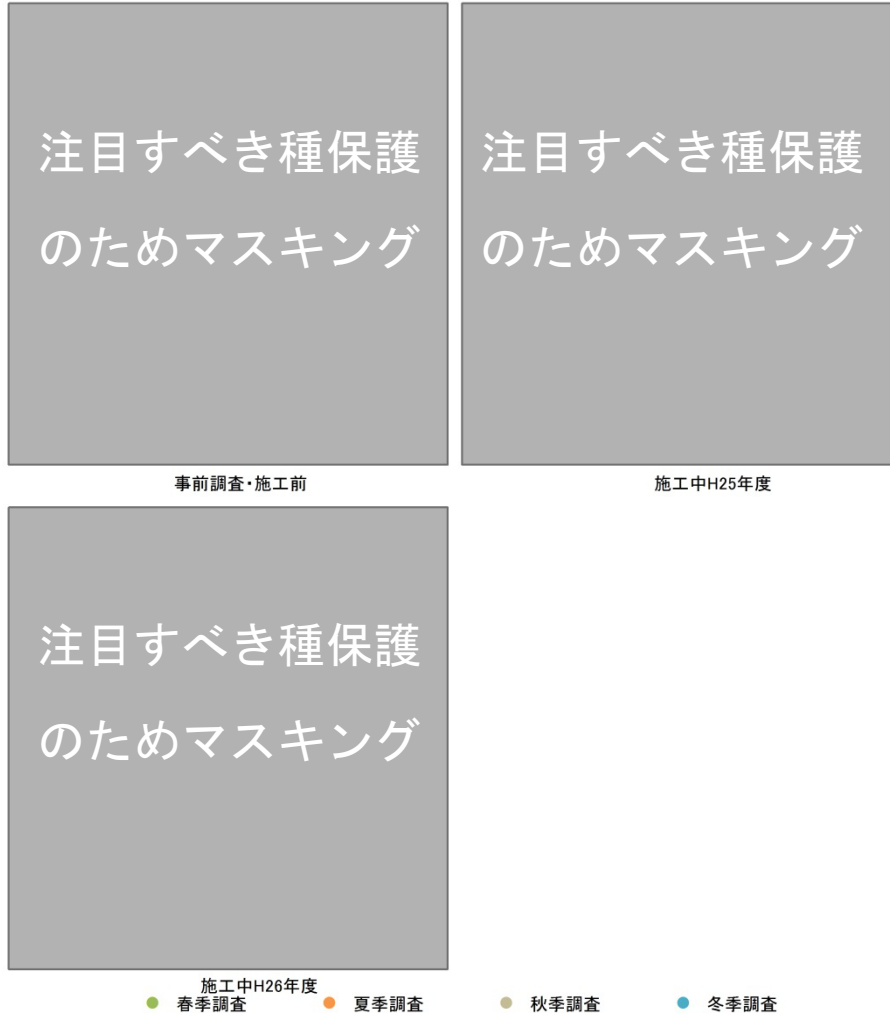 注目すべき種保護
のためマスキング
注目すべき種保護
のためマスキング
事前調査・施工前
施工中H25年度
注目すべき種保護
のためマスキング
施工中H26年度
春季調査
夏季調査
秋季調査
冬季調査